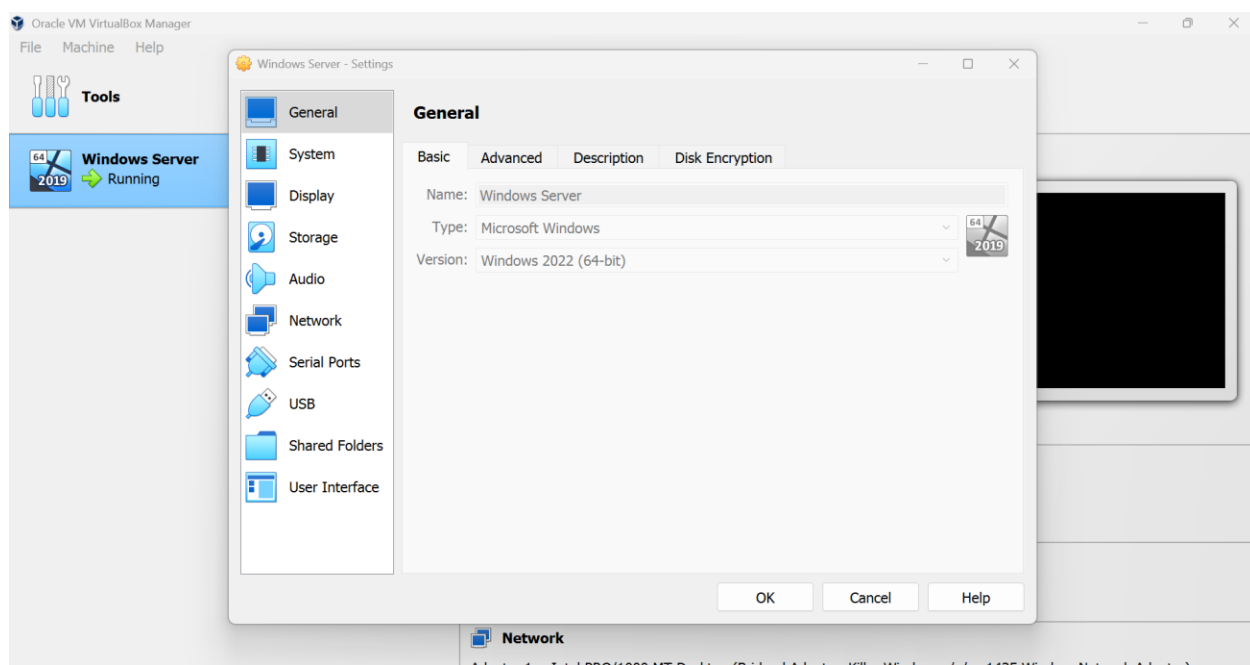 Oracle VM VirtualBox Manager
File Machine Help
Tools
64
2019
Windows Server
Running
Windows Server - Settings
General
System
Display
Storage
Audio
Network
Serial Ports
USB
Shared Folders
User Interface
General
Basic Advanced Description Disk Encryption
Name: Windows Server
Type: Microsoft Windows
Version: Windows 2022 (64-bit)
64
2019
OK Cancel Help
Network